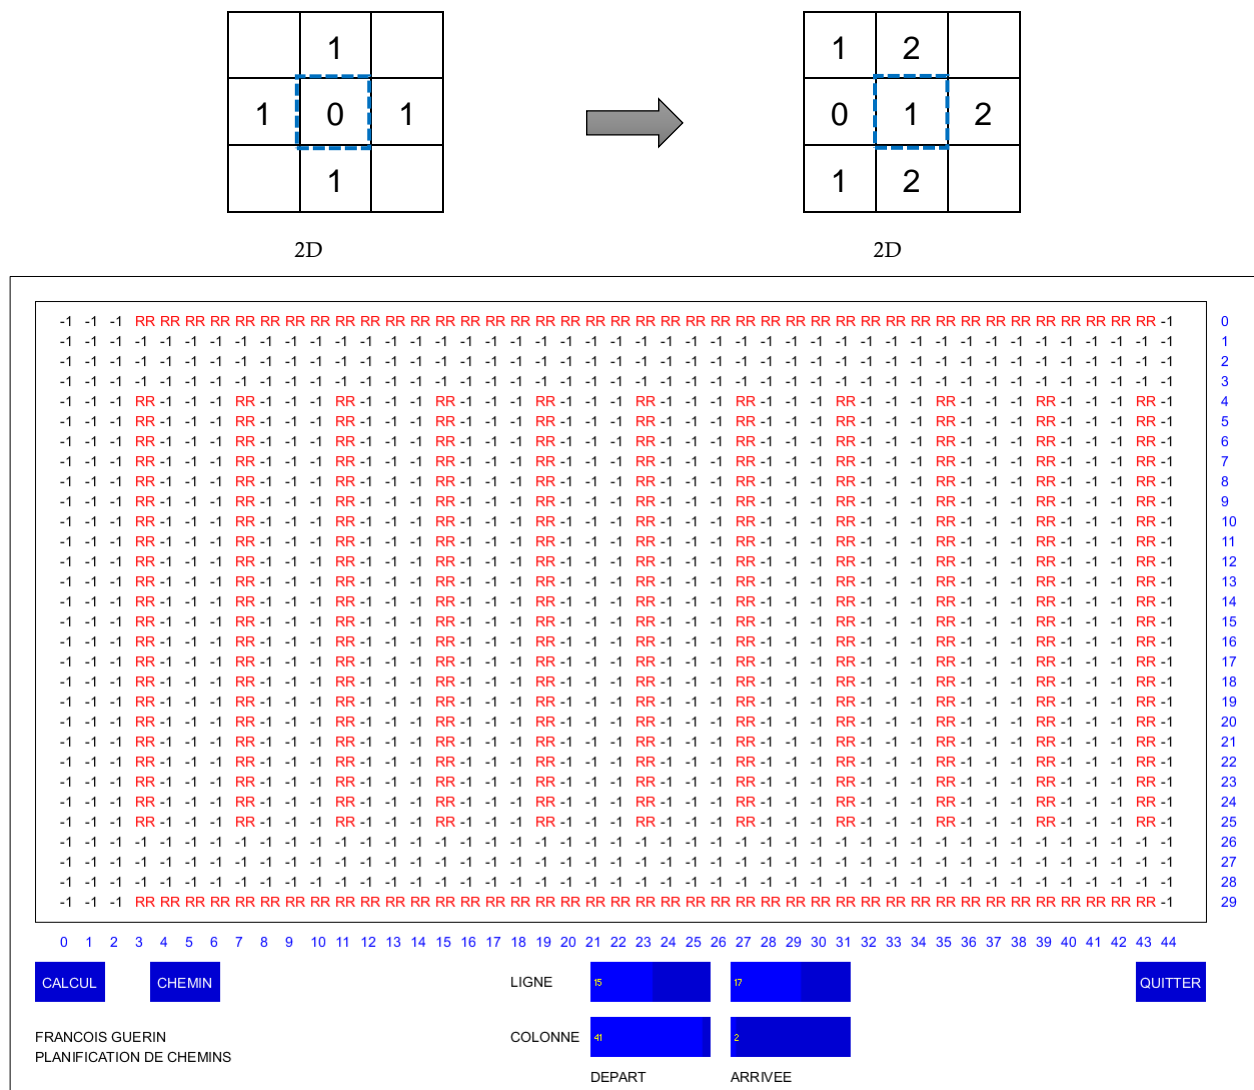 1
1 0 1
1
1 2
0 1 2
1 2
2D 2D
-1 -1 -1 RR RR RR RR RR RR RR RR RR RR RR RR RR RR RR RR RR RR RR RR RR RR RR RR RR RR RR RR RR RR RR RR RR RR RR RR RR RR RR RR RR -1 0
-1 -1 -1 -1 -1 -1 -1 -1 -1 -1 -1 -1 -1 -1 -1 -1 -1 -1 -1 -1 -1 -1 -1 -1 -1 -1 -1 -1 -1 -1 -1 -1 -1 -1 -1 -1 -1 -1 -1 -1 -1 -1 -1 -1 -1 1
-1 -1 -1 -1 -1 -1 -1 -1 -1 -1 -1 -1 -1 -1 -1 -1 -1 -1 -1 -1 -1 -1 -1 -1 -1 -1 -1 -1 -1 -1 -1 -1 -1 -1 -1 -1 -1 -1 -1 -1 -1 -1 -1 -1 -1 2
-1 -1 -1 -1 -1 -1 -1 -1 -1 -1 -1 -1 -1 -1 -1 -1 -1 -1 -1 -1 -1 -1 -1 -1 -1 -1 -1 -1 -1 -1 -1 -1 -1 -1 -1 -1 -1 -1 -1 -1 -1 -1 -1 -1 -1 3
-1 -1 -1 RR -1 -1 -1 RR -1 -1 -1 RR -1 -1 -1 RR -1 -1 -1 RR -1 -1 -1 RR -1 -1 -1 RR -1 -1 -1 RR -1 -1 -1 RR -1 -1 -1 RR -1 -1 -1 RR -1 4
-1 -1 -1 RR -1 -1 -1 RR -1 -1 -1 RR -1 -1 -1 RR -1 -1 -1 RR -1 -1 -1 RR -1 -1 -1 RR -1 -1 -1 RR -1 -1 -1 RR -1 -1 -1 RR -1 -1 -1 RR -1 5
-1 -1 -1 RR -1 -1 -1 RR -1 -1 -1 RR -1 -1 -1 RR -1 -1 -1 RR -1 -1 -1 RR -1 -1 -1 RR -1 -1 -1 RR -1 -1 -1 RR -1 -1 -1 RR -1 -1 -1 RR -1 6
-1 -1 -1 RR -1 -1 -1 RR -1 -1 -1 RR -1 -1 -1 RR -1 -1 -1 RR -1 -1 -1 RR -1 -1 -1 RR -1 -1 -1 RR -1 -1 -1 RR -1 -1 -1 RR -1 -1 -1 RR -1 7
-1 -1 -1 RR -1 -1 -1 RR -1 -1 -1 RR -1 -1 -1 RR -1 -1 -1 RR -1 -1 -1 RR -1 -1 -1 RR -1 -1 -1 RR -1 -1 -1 RR -1 -1 -1 RR -1 -1 -1 RR -1 8
-1 -1 -1 RR -1 -1 -1 RR -1 -1 -1 RR -1 -1 -1 RR -1 -1 -1 RR -1 -1 -1 RR -1 -1 -1 RR -1 -1 -1 RR -1 -1 -1 RR -1 -1 -1 RR -1 -1 -1 RR -1 9
-1 -1 -1 RR -1 -1 -1 RR -1 -1 -1 RR -1 -1 -1 RR -1 -1 -1 RR -1 -1 -1 RR -1 -1 -1 RR -1 -1 -1 RR -1 -1 -1 RR -1 -1 -1 RR -1 -1 -1 RR -1 10
-1 -1 -1 RR -1 -1 -1 RR -1 -1 -1 RR -1 -1 -1 RR -1 -1 -1 RR -1 -1 -1 RR -1 -1 -1 RR -1 -1 -1 RR -1 -1 -1 RR -1 -1 -1 RR -1 -1 -1 RR -1 11
-1 -1 -1 RR -1 -1 -1 RR -1 -1 -1 RR -1 -1 -1 RR -1 -1 -1 RR -1 -1 -1 RR -1 -1 -1 RR -1 -1 -1 RR -1 -1 -1 RR -1 -1 -1 RR -1 -1 -1 RR -1 12
-1 -1 -1 RR -1 -1 -1 RR -1 -1 -1 RR -1 -1 -1 RR -1 -1 -1 RR -1 -1 -1 RR -1 -1 -1 RR -1 -1 -1 RR -1 -1 -1 RR -1 -1 -1 RR -1 -1 -1 RR -1 13
-1 -1 -1 RR -1 -1 -1 RR -1 -1 -1 RR -1 -1 -1 RR -1 -1 -1 RR -1 -1 -1 RR -1 -1 -1 RR -1 -1 -1 RR -1 -1 -1 RR -1 -1 -1 RR -1 -1 -1 RR -1 14
-1 -1 -1 RR -1 -1 -1 RR -1 -1 -1 RR -1 -1 -1 RR -1 -1 -1 RR -1 -1 -1 RR -1 -1 -1 RR -1 -1 -1 RR -1 -1 -1 RR -1 -1 -1 RR -1 -1 -1 RR -1 15
-1 -1 -1 RR -1 -1 -1 RR -1 -1 -1 RR -1 -1 -1 RR -1 -1 -1 RR -1 -1 -1 RR -1 -1 -1 RR -1 -1 -1 RR -1 -1 -1 RR -1 -1 -1 RR -1 -1 -1 RR -1 16
-1 -1 -1 RR -1 -1 -1 RR -1 -1 -1 RR -1 -1 -1 RR -1 -1 -1 RR -1 -1 -1 RR -1 -1 -1 RR -1 -1 -1 RR -1 -1 -1 RR -1 -1 -1 RR -1 -1 -1 RR -1 17
-1 -1 -1 RR -1 -1 -1 RR -1 -1 -1 RR -1 -1 -1 RR -1 -1 -1 RR -1 -1 -1 RR -1 -1 -1 RR -1 -1 -1 RR -1 -1 -1 RR -1 -1 -1 RR -1 -1 -1 RR -1 18
-1 -1 -1 RR -1 -1 -1 RR -1 -1 -1 RR -1 -1 -1 RR -1 -1 -1 RR -1 -1 -1 RR -1 -1 -1 RR -1 -1 -1 RR -1 -1 -1 RR -1 -1 -1 RR -1 -1 -1 RR -1 19
-1 -1 -1 RR -1 -1 -1 RR -1 -1 -1 RR -1 -1 -1 RR -1 -1 -1 RR -1 -1 -1 RR -1 -1 -1 RR -1 -1 -1 RR -1 -1 -1 RR -1 -1 -1 RR -1 -1 -1 RR -1 20
-1 -1 -1 RR -1 -1 -1 RR -1 -1 -1 RR -1 -1 -1 RR -1 -1 -1 RR -1 -1 -1 RR -1 -1 -1 RR -1 -1 -1 RR -1 -1 -1 RR -1 -1 -1 RR -1 -1 -1 RR -1 21
-1 -1 -1 RR -1 -1 -1 RR -1 -1 -1 RR -1 -1 -1 RR -1 -1 -1 RR -1 -1 -1 RR -1 -1 -1 RR -1 -1 -1 RR -1 -1 -1 RR -1 -1 -1 RR -1 -1 -1 RR -1 22
-1 -1 -1 RR -1 -1 -1 RR -1 -1 -1 RR -1 -1 -1 RR -1 -1 -1 RR -1 -1 -1 RR -1 -1 -1 RR -1 -1 -1 RR -1 -1 -1 RR -1 -1 -1 RR -1 -1 -1 RR -1 23
-1 -1 -1 RR -1 -1 -1 RR -1 -1 -1 RR -1 -1 -1 RR -1 -1 -1 RR -1 -1 -1 RR -1 -1 -1 RR -1 -1 -1 RR -1 -1 -1 RR -1 -1 -1 RR -1 -1 -1 RR -1 24
-1 -1 -1 RR -1 -1 -1 RR -1 -1 -1 RR -1 -1 -1 RR -1 -1 -1 RR -1 -1 -1 RR -1 -1 -1 RR -1 -1 -1 RR -1 -1 -1 RR -1 -1 -1 RR -1 -1 -1 RR -1 25
-1 -1 -1 -1 -1 -1 -1 -1 -1 -1 -1 -1 -1 -1 -1 -1 -1 -1 -1 -1 -1 -1 -1 -1 -1 -1 -1 -1 -1 -1 -1 -1 -1 -1 -1 -1 -1 -1 -1 -1 -1 -1 -1 -1 -1 26
-1 -1 -1 -1 -1 -1 -1 -1 -1 -1 -1 -1 -1 -1 -1 -1 -1 -1 -1 -1 -1 -1 -1 -1 -1 -1 -1 -1 -1 -1 -1 -1 -1 -1 -1 -1 -1 -1 -1 -1 -1 -1 -1 -1 -1 27
-1 -1 -1 -1 -1 -1 -1 -1 -1 -1 -1 -1 -1 -1 -1 -1 -1 -1 -1 -1 -1 -1 -1 -1 -1 -1 -1 -1 -1 -1 -1 -1 -1 -1 -1 -1 -1 -1 -1 -1 -1 -1 -1 -1 -1 28
-1 -1 -1 RR RR RR RR RR RR RR RR RR RR RR RR RR RR RR RR RR RR RR RR RR RR RR RR RR RR RR RR RR RR RR RR RR RR RR RR RR RR RR RR RR -1 29
0 1 2 3 4 5 6 7 8 9 10 11 12 13 14 15 16 17 18 19 20 21 22 23 24 25 26 27 28 29 30 31 32 33 34 35 36 37 38 39 40 41 42 43 44
CALCUL CHEMIN LIGNE 15 17 QUITTER
FRANCOIS GUERIN COLONNE 41 2
PLANIFICATION DE CHEMINS
DEPART ARRIVEE